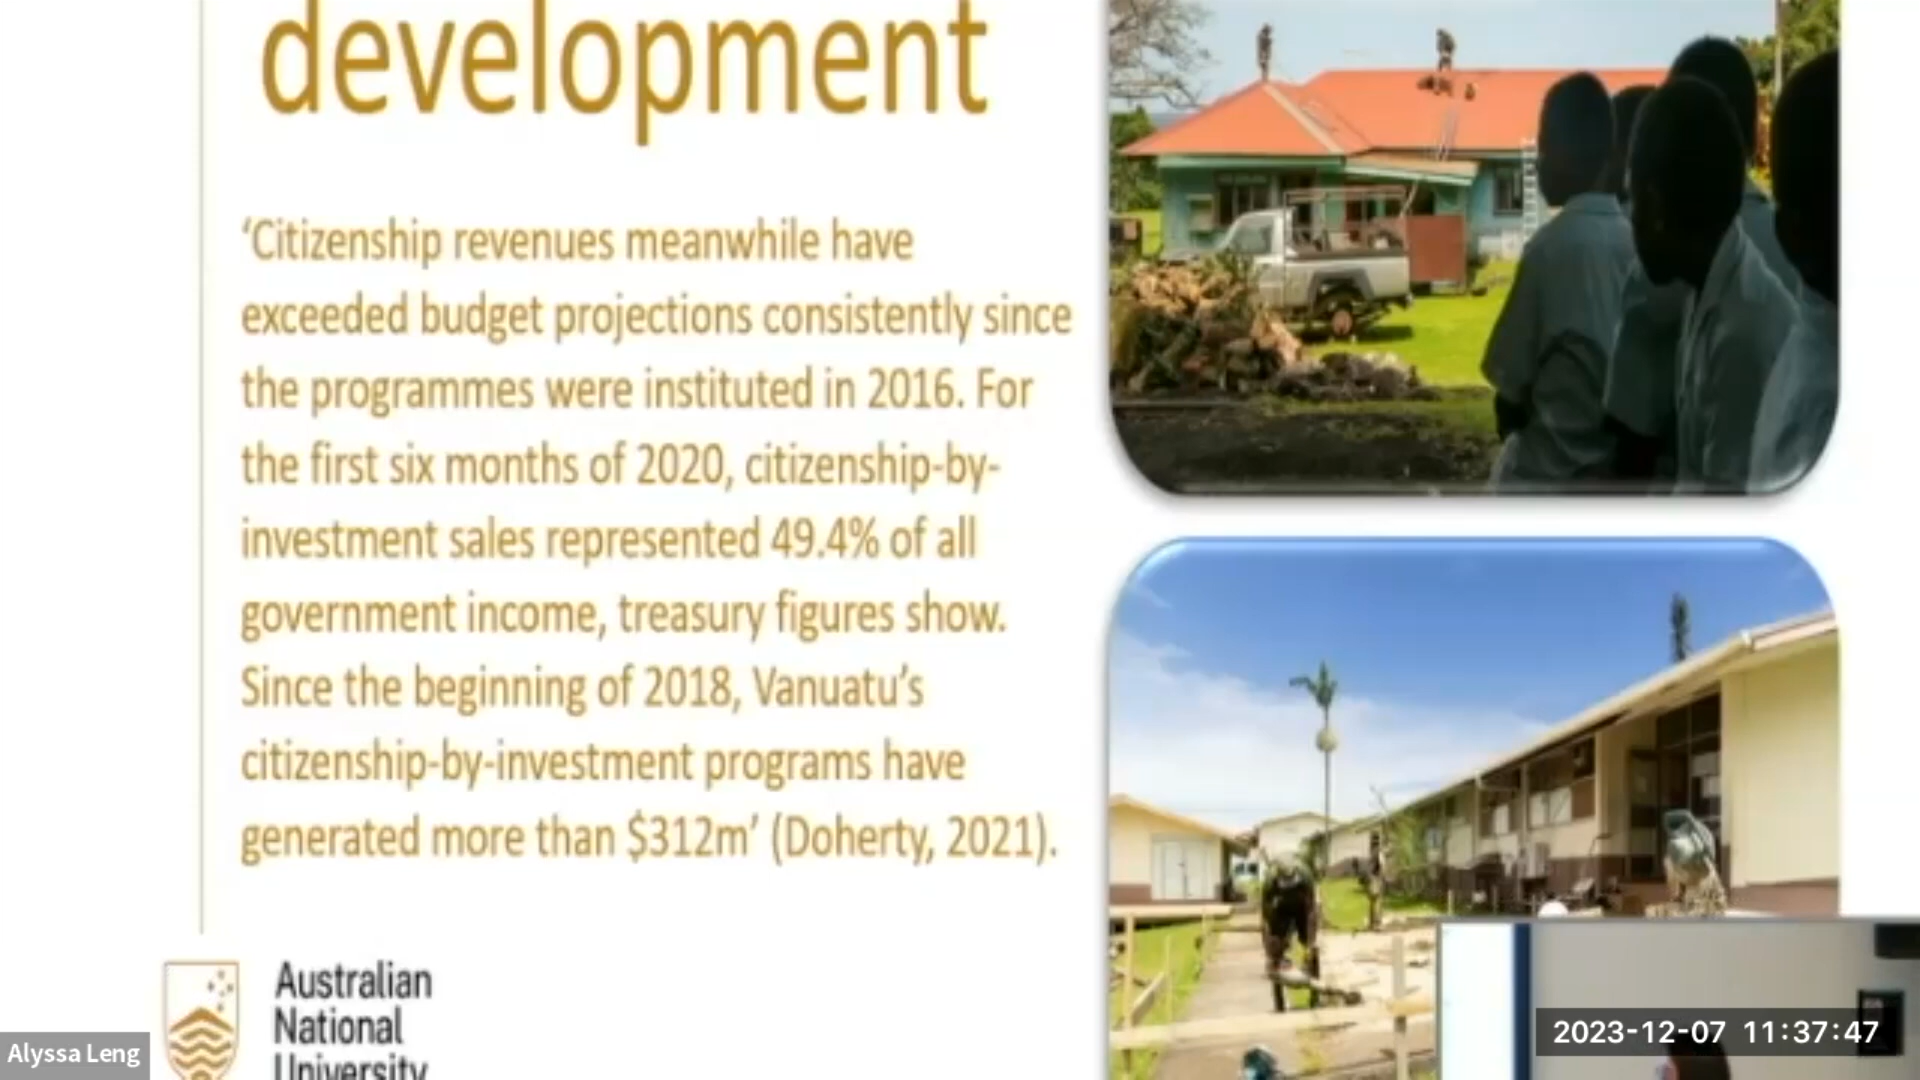 development
‘Citizenship revenues meanwhile have
exceeded budget projections consistently since
the programmes were instituted in 2016. For
the first six months of 2020, citizenship-by-
investment sales represented 49.4% of all
government income, treasury figures show.
Since the beginning of 2018, Vanuatu’s
citizenship-by-investment programs have
generated more than $312m’ (Doherty, 2021).
Australian
National
University
Alyssa Leng
2023-12-07 11:37:47